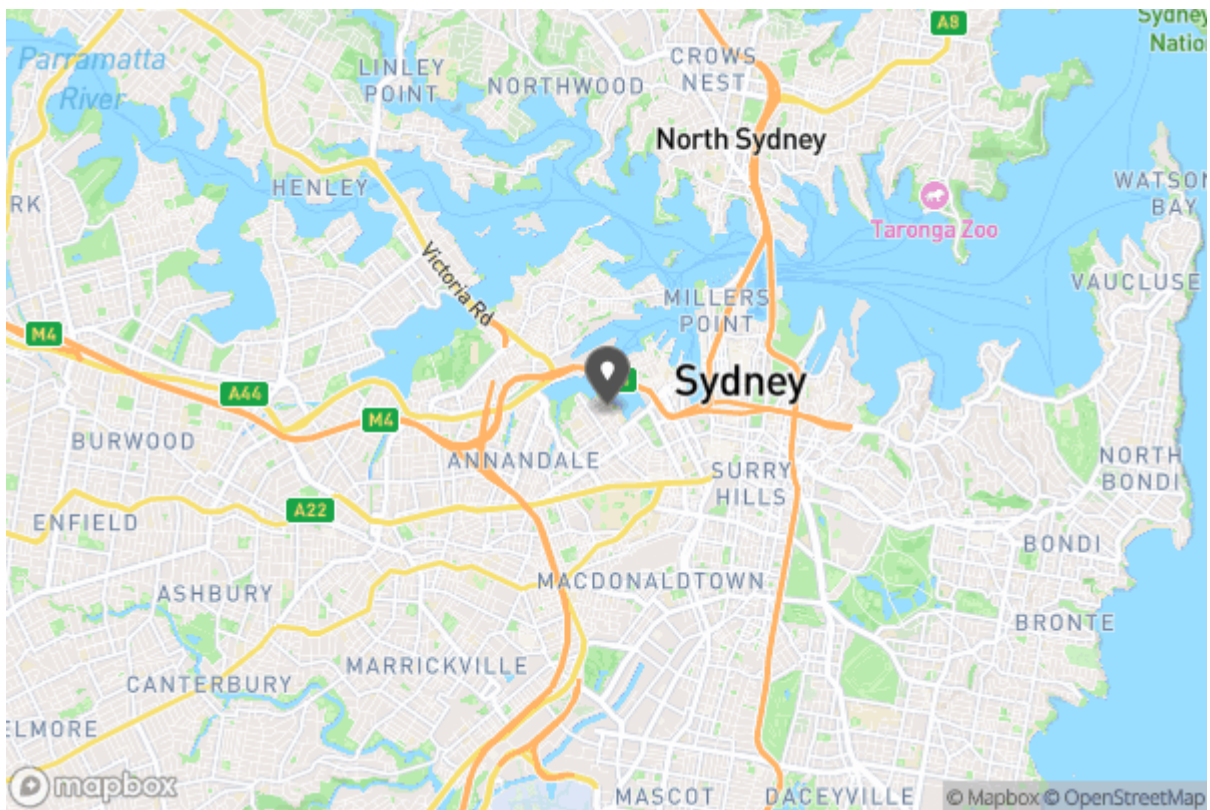 Sydney
Nation
A8
Parramatta
River
LINLEY
POINT
NORTHWOOD
CROWS
NEST
North Sydney
HENLEY
RK
WATSON
BAY
Taronga Zoo
Victoria Rd
VAUCLUSE
MILLERS
POINT
M4
A44
M4
Sydney
BURWOOD
ANNANDALE
SURRY
HILLS
NORTH
BONDI
A22
ENFIELD
BONDI
ASHBURY
MACDONALDTOWN
BRONTE
MARRICKVILLE
CANTERBURY
ELMORE
mapbox
MASCOT
DACEYVILLE
© Mapbox © OpenStreetMap